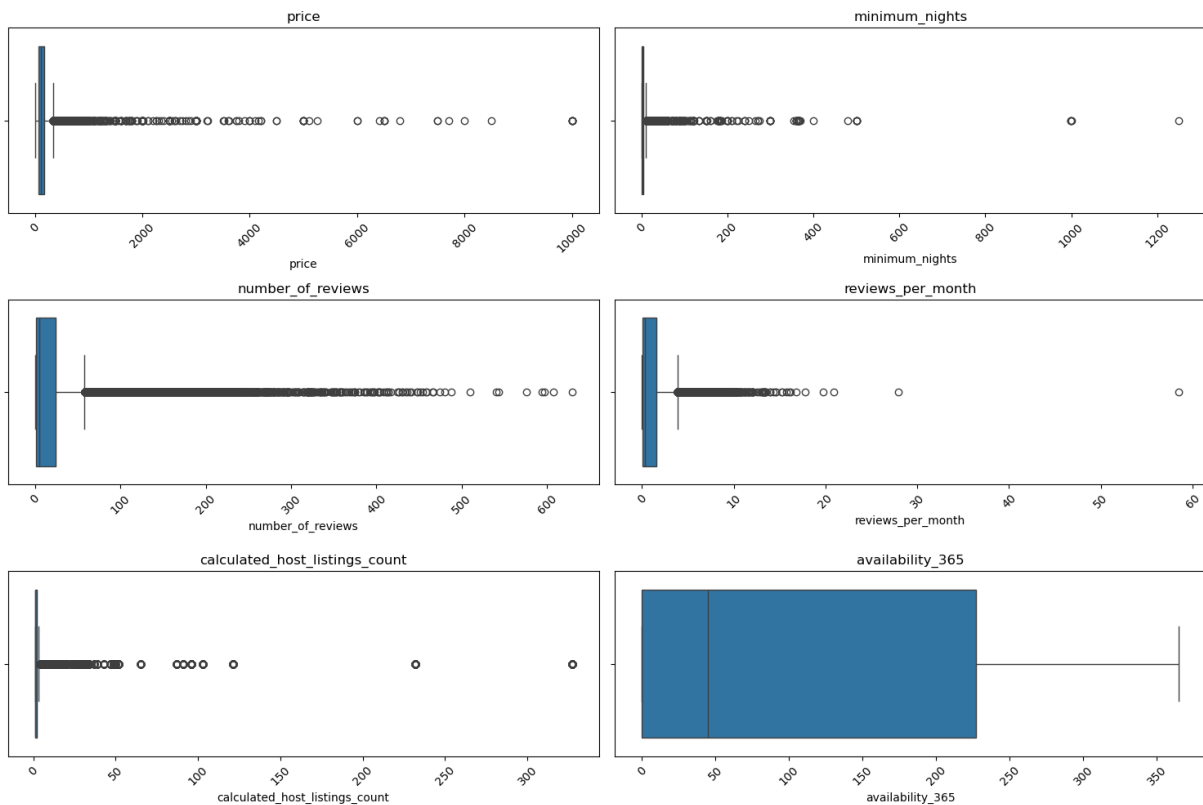 price
0 2000 4000 6000 8000 10000
price
minimum_nights
0 200 400 600 800 1000 1200
minimum_nights
number_of_reviews
0 100 200 300 400 500 600
number_of_reviews
reviews_per_month
0 10 20 30 40 50 60
reviews_per_month
calculated_host_listings_count
0 50 100 150 200 250 300
calculated_host_listings_count
availability_365
0 50 100 150 200 250 300 350
availability_365